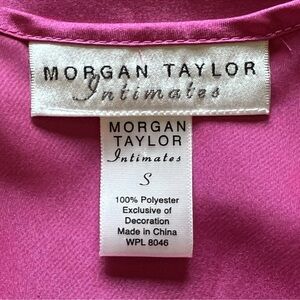 MORGAN TAYLOR
Intimates
MORGAN
TAYLOR
Intimates
S
100% Polyester
Exclusive of
Decoration
Made in China
WPL 8046